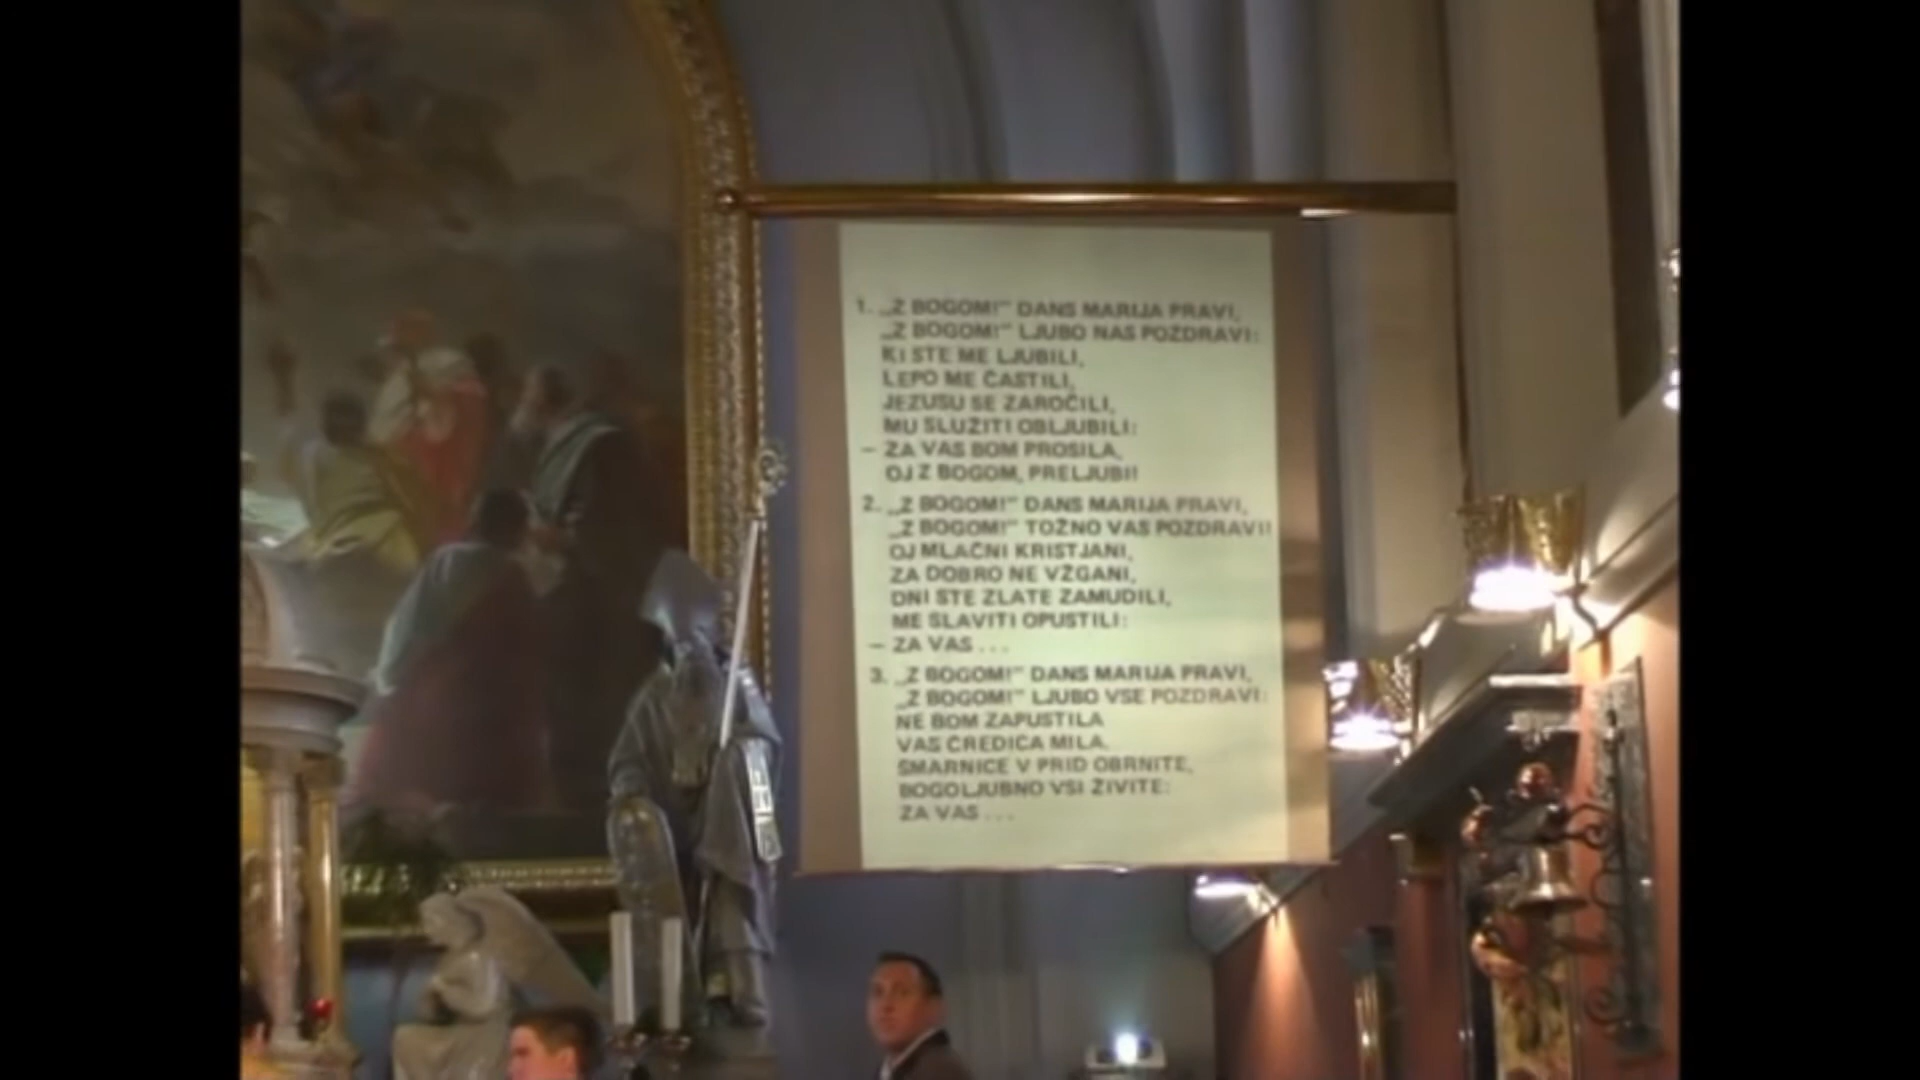 1. „Z BOGOM!" DANS MARIJA PRAVI,
„Z BOGOM!" LJUBO NAS POZDRAVI:
KI STE ME LJUBILI,
LEPO ME ČASTILI,
JEZUSU SE ZAROČILI,
MU SLUŽITI OBLJUBILI:
– ZA VAS BOM PROSILA,
OJ Z BOGOM, PRELJUBI!
2. „Z BOGOM!" DANS MARIJA PRAVI,
„Z BOGOM!" TOŽNO VAS POZDRAVI!
OJ MLAČNI KRISTJANI,
ZA DOBRO NE VŽGANI,
DNI STE ZLATE ZAMUDILI,
ME SLAVITI OPUSTILI:
– ZA VAS . . .
3. „Z BOGOM!" DANS MARIJA PRAVI,
„Z BOGOM!" LJUBO VSE POZDRAVI:
NE BOM ZAPUSTILA
VAS ČREDICA MILA.
ŠMARNICE V PRID OBRNITE,
BOGOLJUBNO VSI ŽIVITE:
ZA VAS . . .